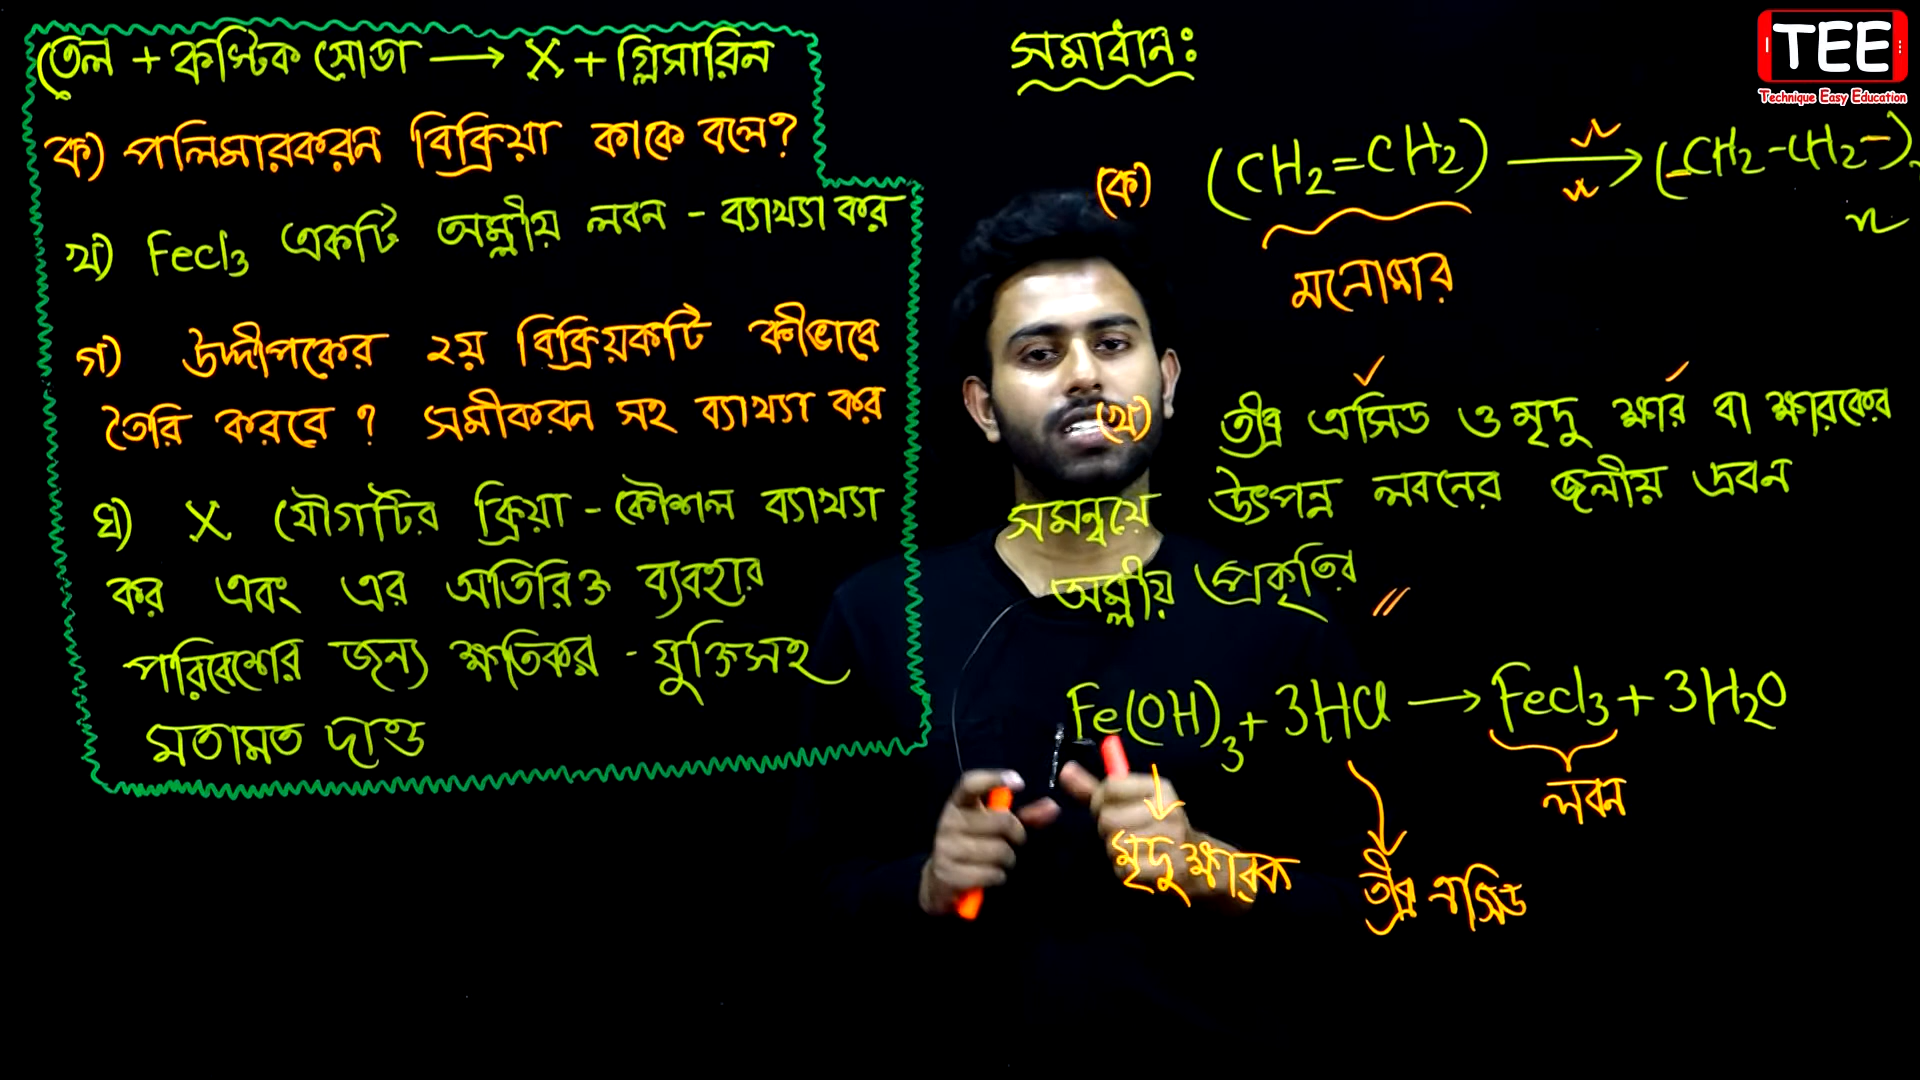 তেল + কস্টিক সোডা → X + গ্লিসারিন
ক) পলিমারকরন বিক্রিয়া কাকে বলে?
খ) FeCl₃ একটি অম্লীয় লবন - ব্যাখ্যা কর
গ) উদ্দীপকের ২য় বিক্রিয়কটি কীভাবে
তৈরি করবে ? সমীকরন সহ ব্যাখ্যা কর
ঘ) X যৌগটির ক্রিয়া-কৌশল ব্যাখ্যা
কর এবং এর অতিরিক্ত ব্যবহার
পরিবেশের জন্য ক্ষতিকর - যুক্তিসহ
মতামত দাও
সমাধান:
(ক) (CH₂=CH₂) → (-CH₂-CH₂-)
n
মনোমার
(খ) তীব্র এসিড ও মৃদু ক্ষার বা ক্ষারকের
সমন্বয়ে উৎপন্ন লবনের জলীয় দ্রবন
অম্লীয় প্রকৃতির
Fe(OH)₃ + 3HCl → FeCl₃ + 3H₂O
লবন
মৃদু ক্ষারক
তীব্র এসিড
TEE
Technique Easy Education